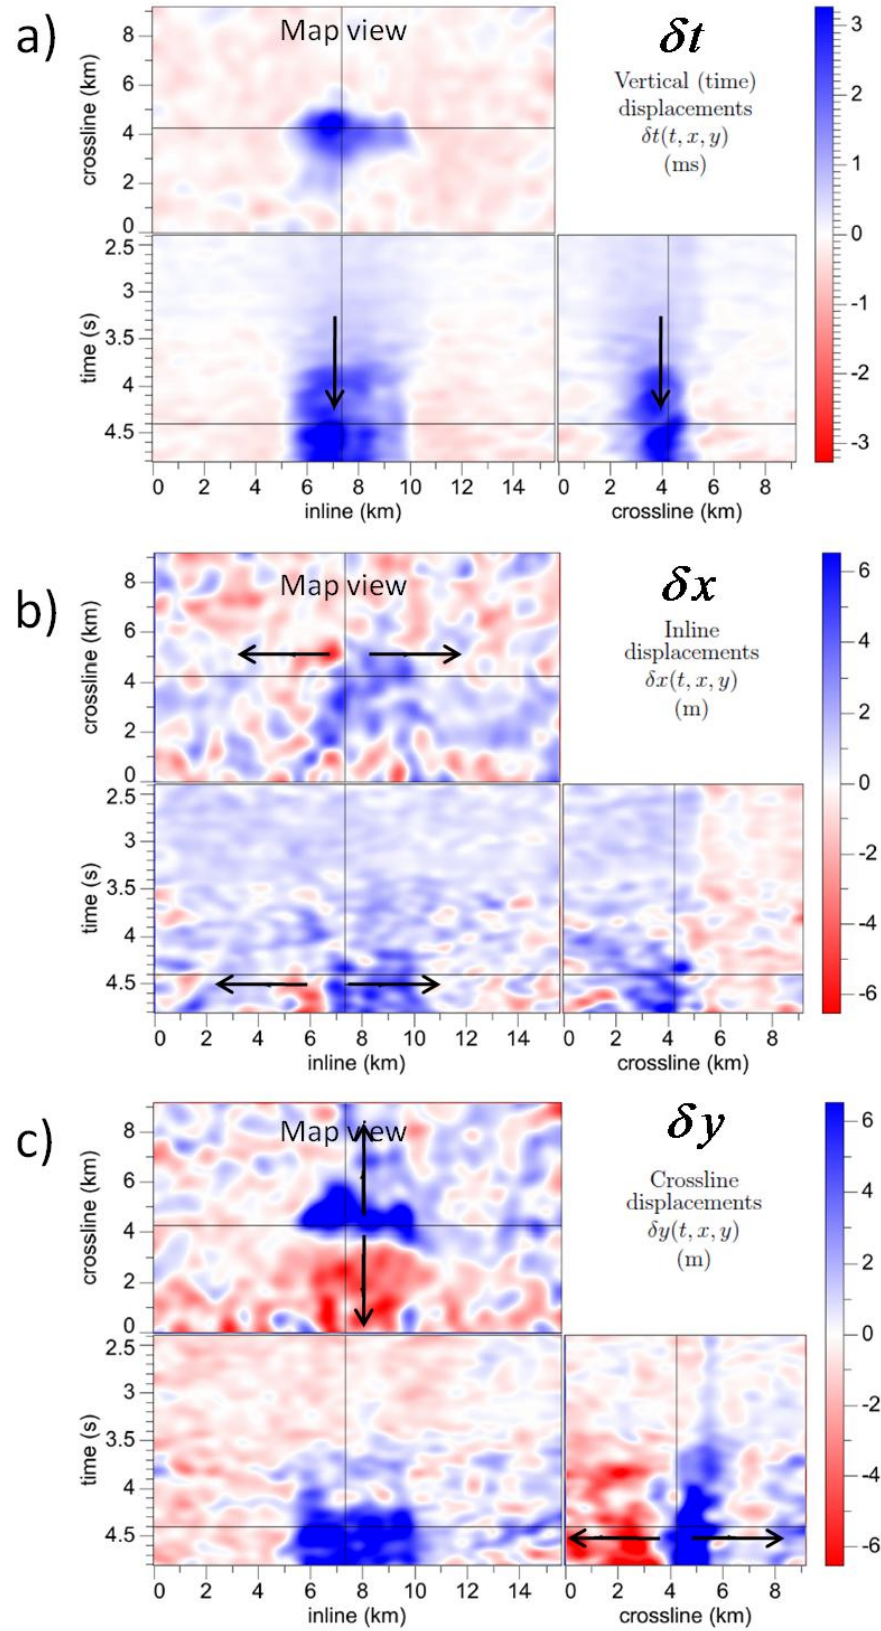 a)
Map view
δt
Vertical (time)
displacements
δt(t, x, y)
(ms)
crossline (km)
8
6
4
2
0
3
2
1
0
-1
-2
-3
time (s)
2.5
3
3.5
4
4.5
0 2 4 6 8 10 12 14
inline (km)
0 2 4 6 8
crossline (km)
b)
Map view
δx
Inline
displacements
δx(t, x, y)
(m)
crossline (km)
8
6
4
2
0
6
4
2
0
-2
-4
-6
time (s)
2.5
3
3.5
4
4.5
0 2 4 6 8 10 12 14
inline (km)
0 2 4 6 8
crossline (km)
c)
Map view
δy
Crossline
displacements
δy(t, x, y)
(m)
crossline (km)
8
6
4
2
0
6
4
2
0
-2
-4
-6
time (s)
2.5
3
3.5
4
4.5
0 2 4 6 8 10 12 14
inline (km)
0 2 4 6 8
crossline (km)